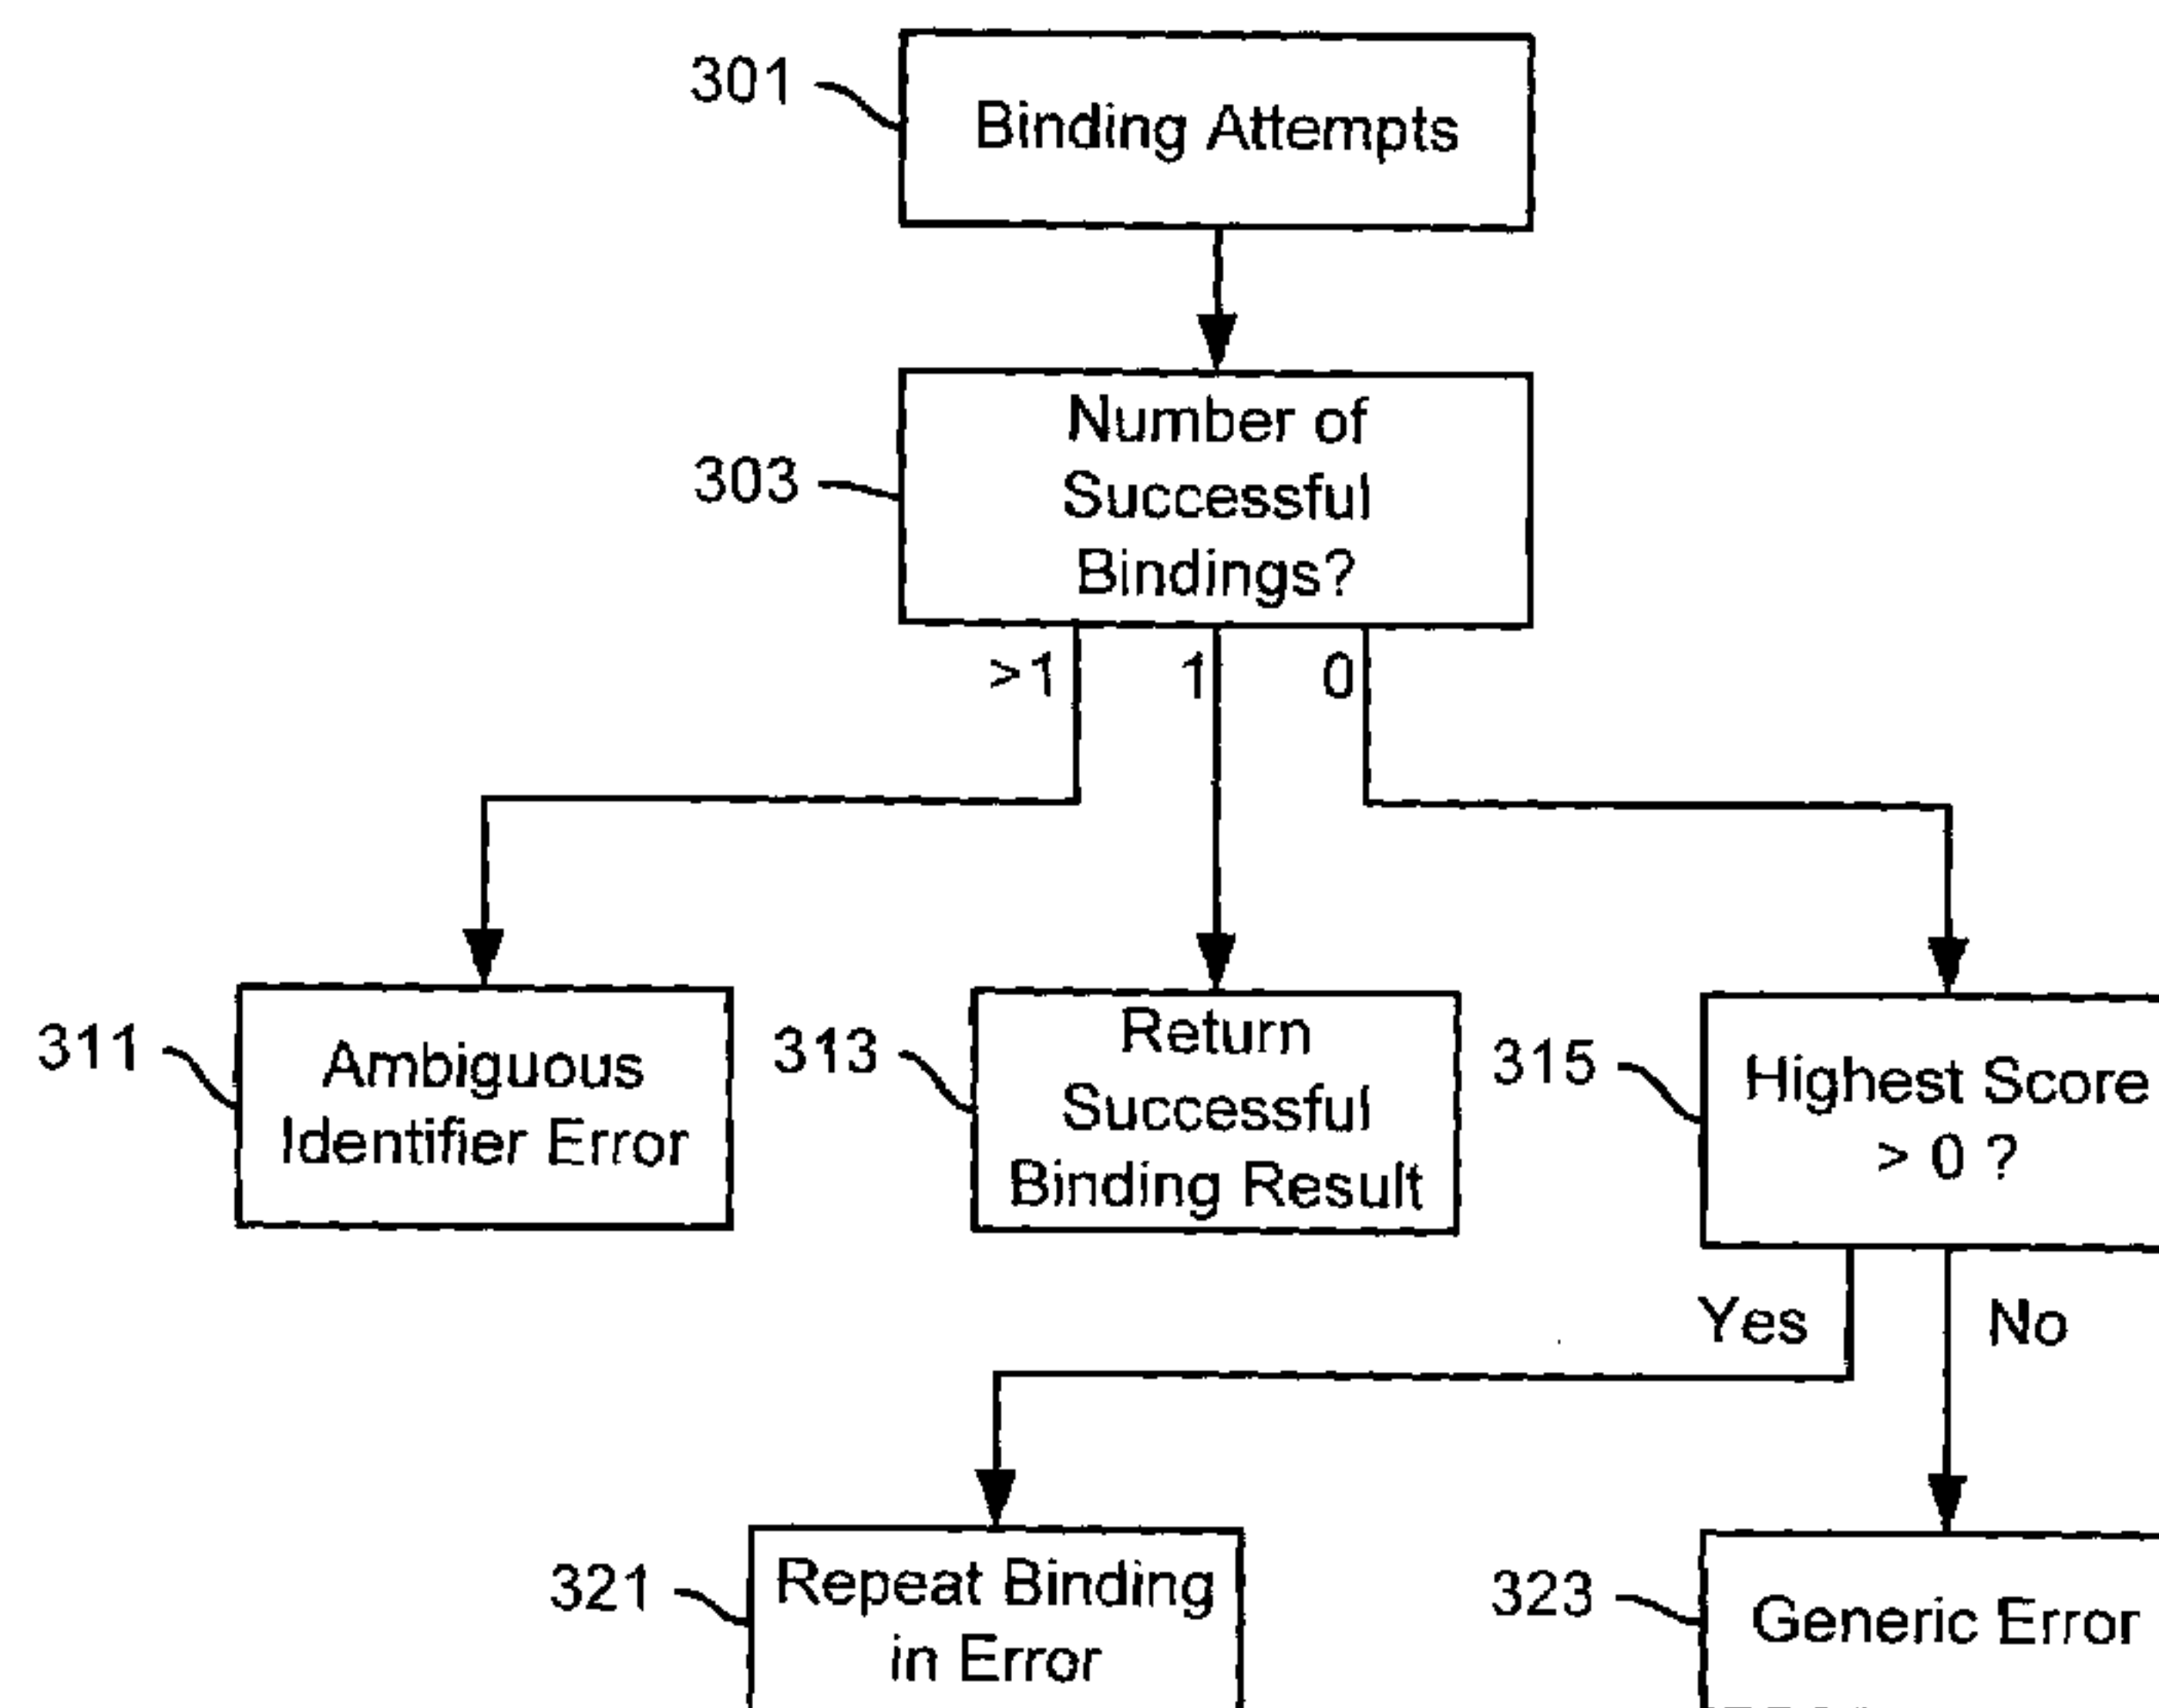 301
Binding Attempts
303
Number of
Successful
Bindings?
>1
1
0
311
Ambiguous
Identifier Error
313
Return
Successful
Binding Result
315
Highest Score
> 0 ?
Yes
No
321
Repeat Binding
in Error
323
Generic Error